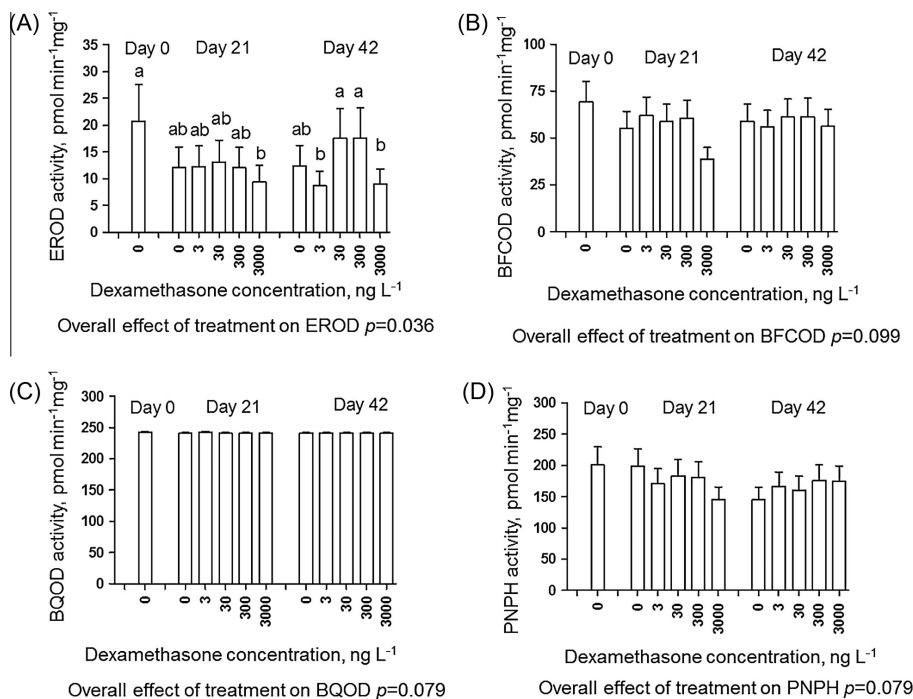 (A)
EROD activity, pmol min⁻¹mg⁻¹
35
30
25
20
15
10
5
0
Day 0 Day 21 Day 42
a
ab ab ab ab b
ab b a a b
0 0 3 30 300 3000 0 3 30 300 3000
Dexamethasone concentration, ng L⁻¹
Overall effect of treatment on EROD p=0.036
(B)
BFCOD activity, pmol min⁻¹mg⁻¹
100
75
50
25
0
Day 0 Day 21 Day 42
0 0 3 30 300 3000 0 3 30 300 3000
Dexamethasone concentration, ng L⁻¹
Overall effect of treatment on BFCOD p=0.099
(C)
BQOD activity, pmol min⁻¹mg⁻¹
300
250
200
150
100
50
0
Day 0 Day 21 Day 42
0 0 3 30 300 3000 0 3 30 300 3000
Dexamethasone concentration, ng L⁻¹
Overall effect of treatment on BQOD p=0.079
(D)
PNPH activity, pmol min⁻¹mg⁻¹
300
250
200
150
100
50
0
Day 0 Day 21 Day 42
0 0 3 30 300 3000 0 3 30 300 3000
Dexamethasone concentration, ng L⁻¹
Overall effect of treatment on PNPH p=0.079